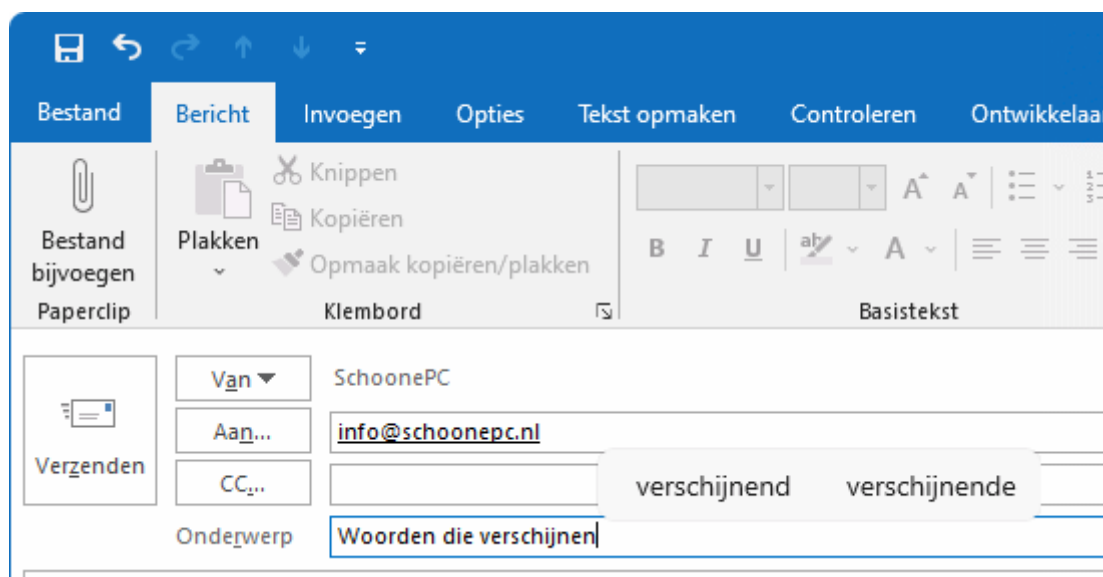 Bestand Bericht Invoegen Opties Tekst opmaken Controleren Ontwikkelaa
Bestand bijvoegen
Paperclip
Plakken
Knippen
Kopiëren
Opmaak kopiëren/plakken
Klembord
B I U A
Basistekst
Verzenden
Van SchoonePC
Aan... info@schoonepc.nl
CC...
verschijnend verschijnende
Onderwerp Woorden die verschijnen